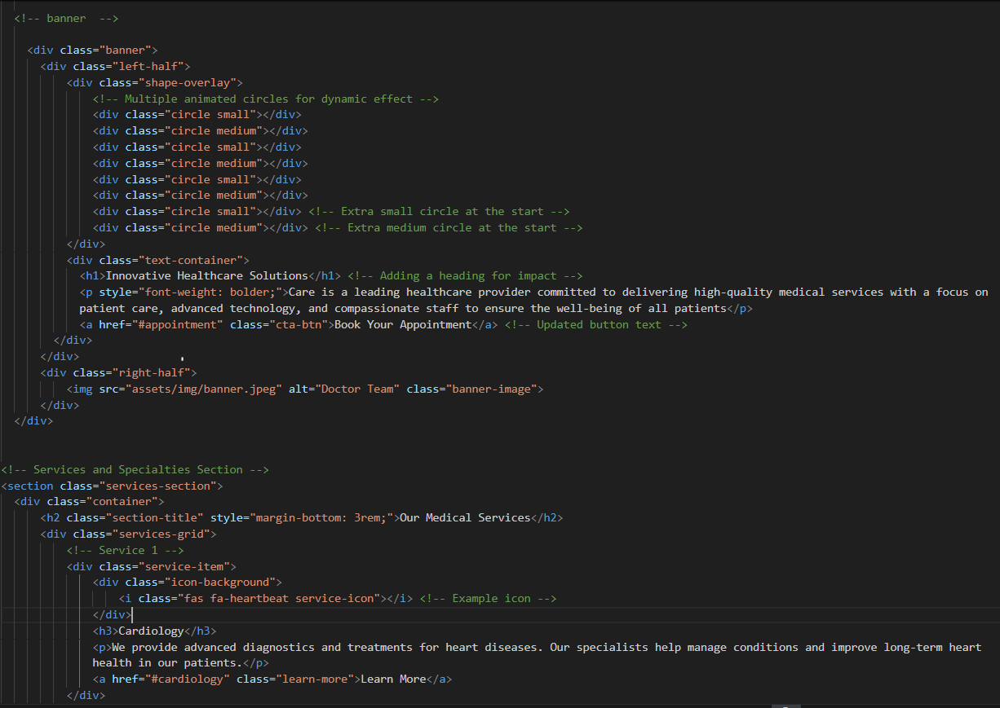 <!-- banner  -->
<div class="banner">
<div class="left-half">
<div class="shape-overlay">
<!-- Multiple animated circles for dynamic effect -->
<div class="circle small"></div>
<div class="circle medium"></div>
<div class="circle small"></div>
<div class="circle medium"></div>
<div class="circle small"></div>
<div class="circle medium"></div>
<div class="circle small"></div> <!-- Extra small circle at the start -->
<div class="circle medium"></div> <!-- Extra medium circle at the start -->
</div>
<div class="text-container">
<h1>Innovative Healthcare Solutions</h1> <!-- Adding a heading for impact -->
<p style="font-weight: bolder;">Care is a leading healthcare provider committed to delivering high-quality medical services with a focus on
patient care, advanced technology, and compassionate staff to ensure the well-being of all patients</p>
<a href="#appointment" class="cta-btn">Book Your Appointment</a> <!-- Updated button text -->
</div>
</div>
<div class="right-half">
<img src="assets/img/banner.jpeg" alt="Doctor Team" class="banner-image">
</div>
</div>
<!-- Services and Specialties Section -->
<section class="services-section">
<div class="container">
<h2 class="section-title" style="margin-bottom: 3rem;">Our Medical Services</h2>
<div class="services-grid">
<!-- Service 1 -->
<div class="service-item">
<div class="icon-background">
<i class="fas fa-heartbeat service-icon"></i> <!-- Example icon -->
</div>
<h3>Cardiology</h3>
<p>We provide advanced diagnostics and treatments for heart diseases. Our specialists help manage conditions and improve long-term heart
health in our patients.</p>
<a href="#cardiology" class="learn-more">Learn More</a>
</div>